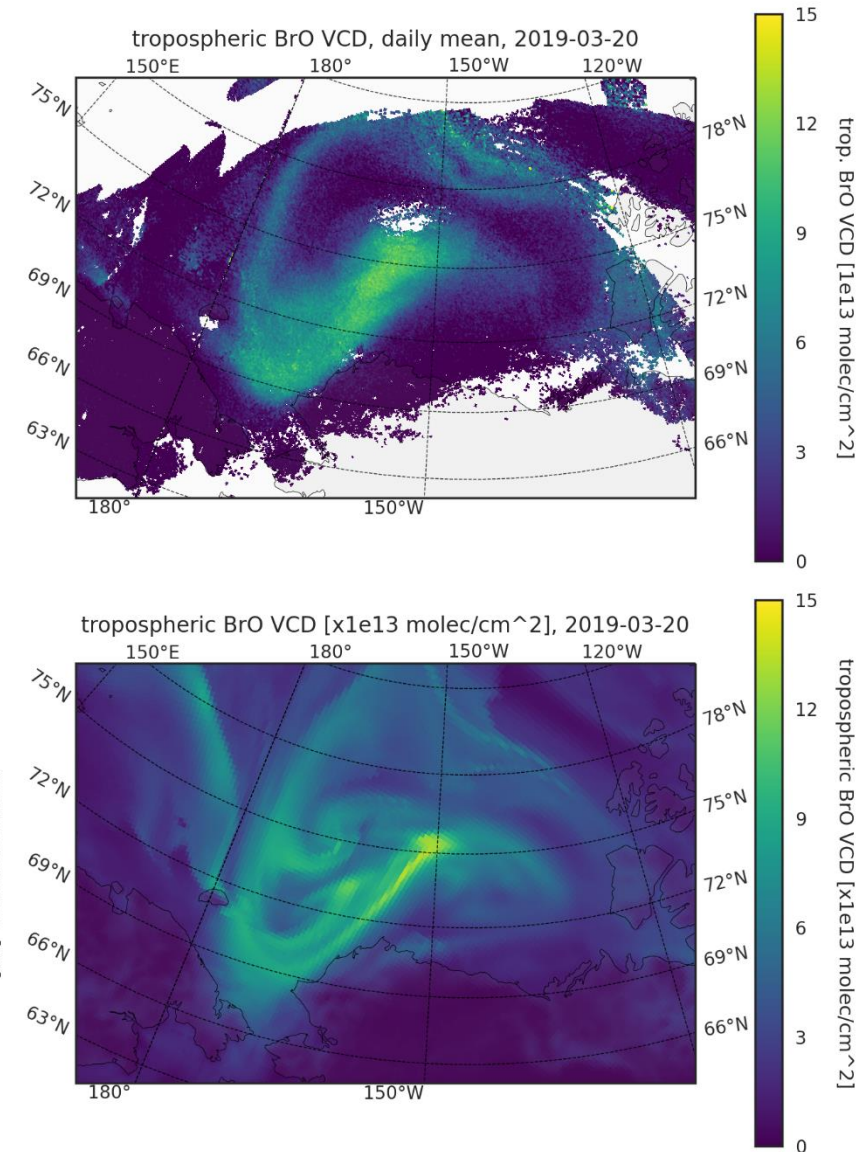 tropospheric BrO VCD, daily mean, 2019-03-20
150°E 180° 150°W 120°W
75°N
72°N
69°N
66°N
63°N
78°N
75°N
72°N
69°N
66°N
180° 150°W
15
12
9
6
3
0
trop. BrO VCD [1e13 molec/cm^2]
tropospheric BrO VCD [x1e13 molec/cm^2], 2019-03-20
150°E 180° 150°W 120°W
75°N
72°N
69°N
66°N
63°N
78°N
75°N
72°N
69°N
66°N
180° 150°W
15
12
9
6
3
0
tropospheric BrO VCD [x1e13 molec/cm^2]